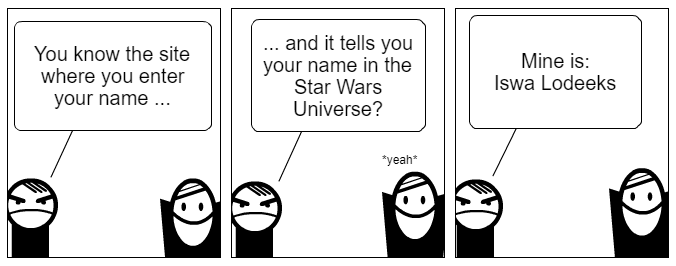 You know the site
where you enter
your name ...
... and it tells you
your name in the
Star Wars
Universe?
*yeah*
Mine is:
Iswa Lodeeks